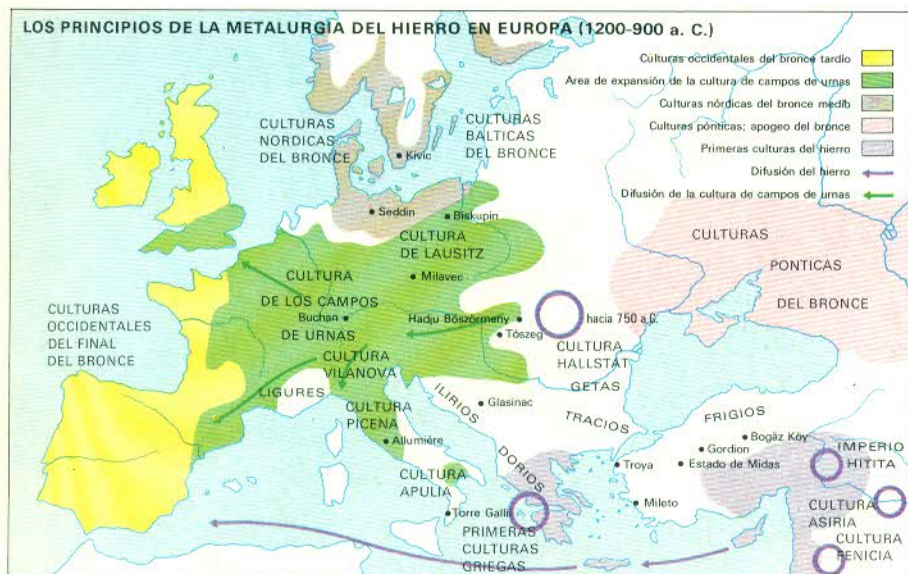 LOS PRINCIPIOS DE LA METALURGÍA DEL HIERRO EN EUROPA (1200-900 a. C.)
Culturas occidentales del bronce tardío
Area de expansión de la cultura de campos de urnas
Culturas nórdicas del bronce medib
Culturas pónticas; apogeo del bronce
Primeras culturas del hierro
Difusión del hierro
Difusión de la cultura de campos de urnas
CULTURAS
NORDICAS
DEL BRONCE
CULTURAS
BALTICAS
DEL BRONCE
Kivic
Seddin
Biskupin
CULTURA
DE LAUSITZ
Milavec
CULTURA
DE LOS CAMPOS
Buchan
DE URNAS
CULTURAS
OCCIDENTALES
DEL FINAL
DEL BRONCE
CULTURAS
PONTICAS
DEL BRONCE
Hadju Böszörmeny
hacia 750 a.C.
Tószeg
CULTURA
HALLSTAT
CULTURA
VILANOVA
LIGURES
GETAS
ILIRIOS
Glasinac
TRACIOS
CULTURA
PICENA
Allumière
FRIGIOS
Bogäz Köy
Gordion
IMPERIO
HITITA
DORIOS
Troya
Estado de Midas
CULTURA
APULIA
Mileto
Torre Galli
CULTURA
ASIRIA
PRIMERAS
CULTURAS
GRIEGAS
CULTURA
FENICIA